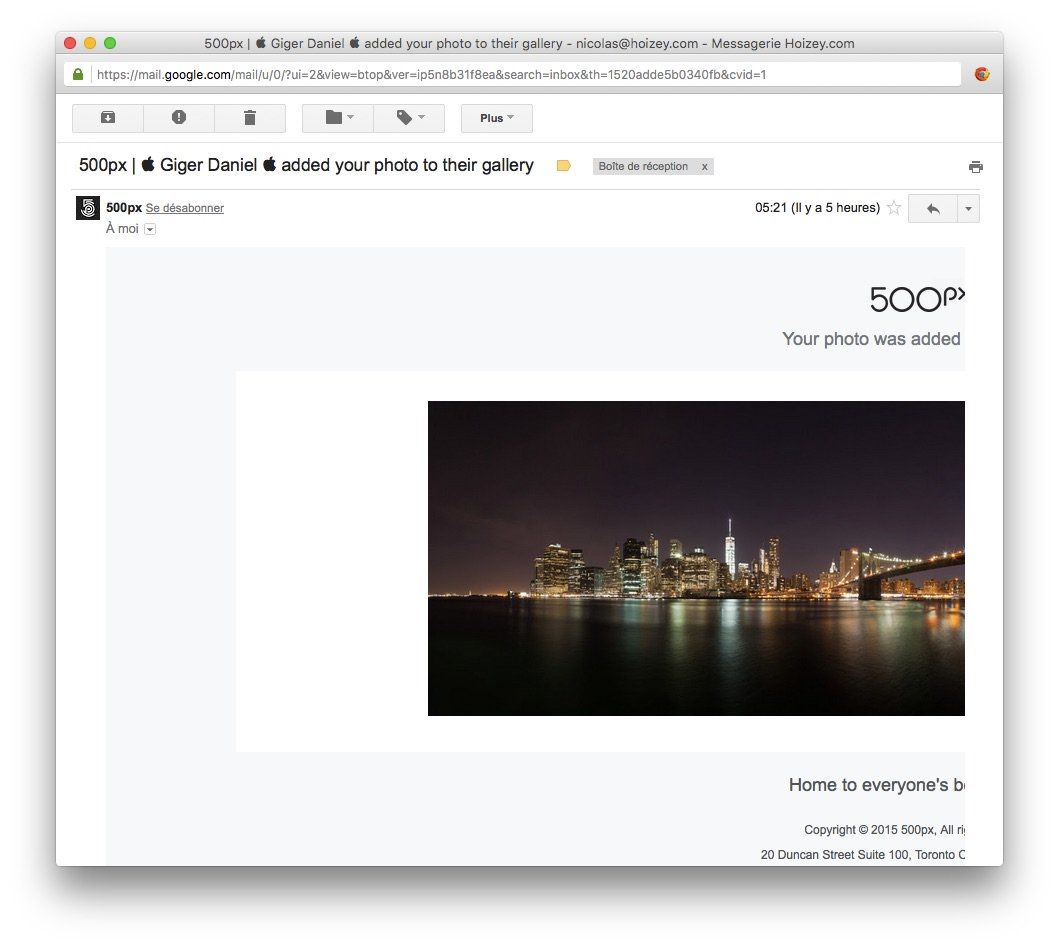 500px |  Giger Daniel  added your photo to their gallery - nicolas@hoizey.com - Messagerie Hoizey.com
https://mail.google.com/mail/u/0/?ui=2&view=btop&ver=ip5n8b31f8ea&search=inbox&th=1520adde5b0340fb&cvid=1
Plus
500px |  Giger Daniel  added your photo to their gallery Boîte de réception x
500px Se désabonner 05:21 (Il y a 5 heures)
À moi
500px
Your photo was added
Home to everyone's b
Copyright © 2015 500px, All ri
20 Duncan Street Suite 100, Toronto